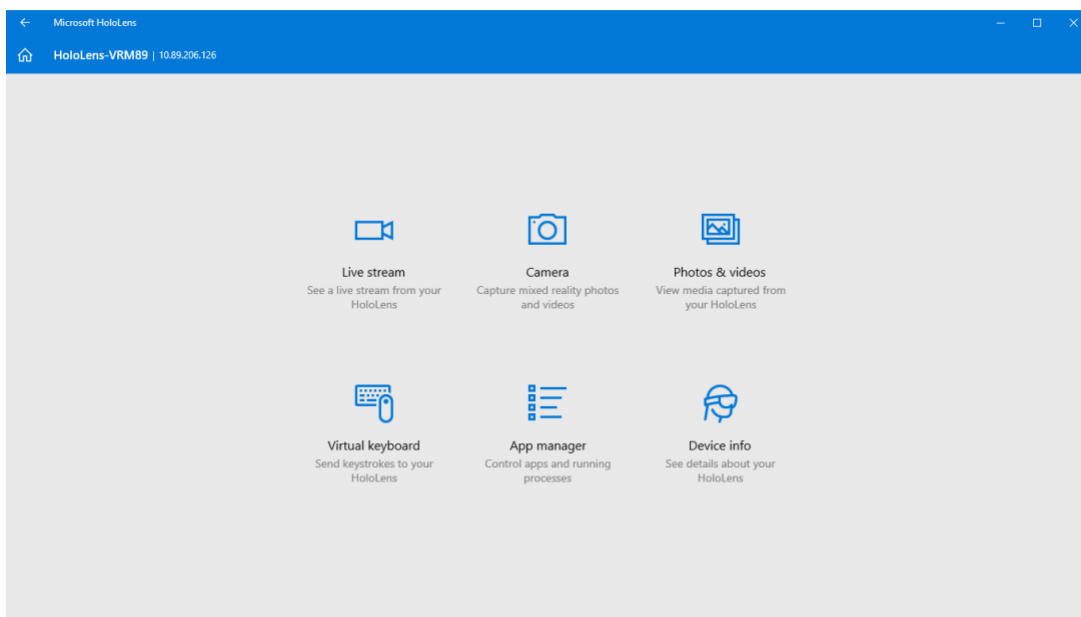 Microsoft HoloLens
HoloLens-VRM89 | 10.89.206.126
Live stream
See a live stream from your
HoloLens
Camera
Capture mixed reality photos
and videos
Photos & videos
View media captured from
your HoloLens
Virtual keyboard
Send keystrokes to your
HoloLens
App manager
Control apps and running
processes
Device info
See details about your
HoloLens